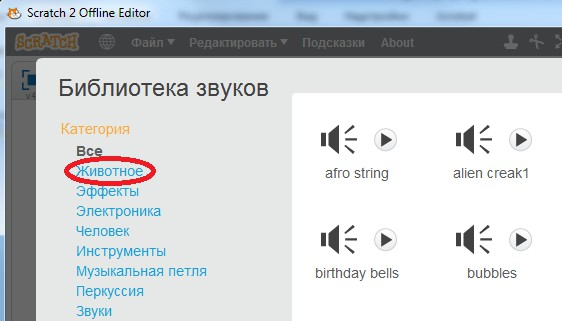 Scratch 2 Offline Editor
SCRATCH Файл Редактировать Подсказки About
Библиотека звуков
Категория
Все
Животное
Эффекты
Электроника
Человек
Инструменты
Музыкальная петля
Перкуссия
Звуки
afro string alien creak1
birthday bells bubbles